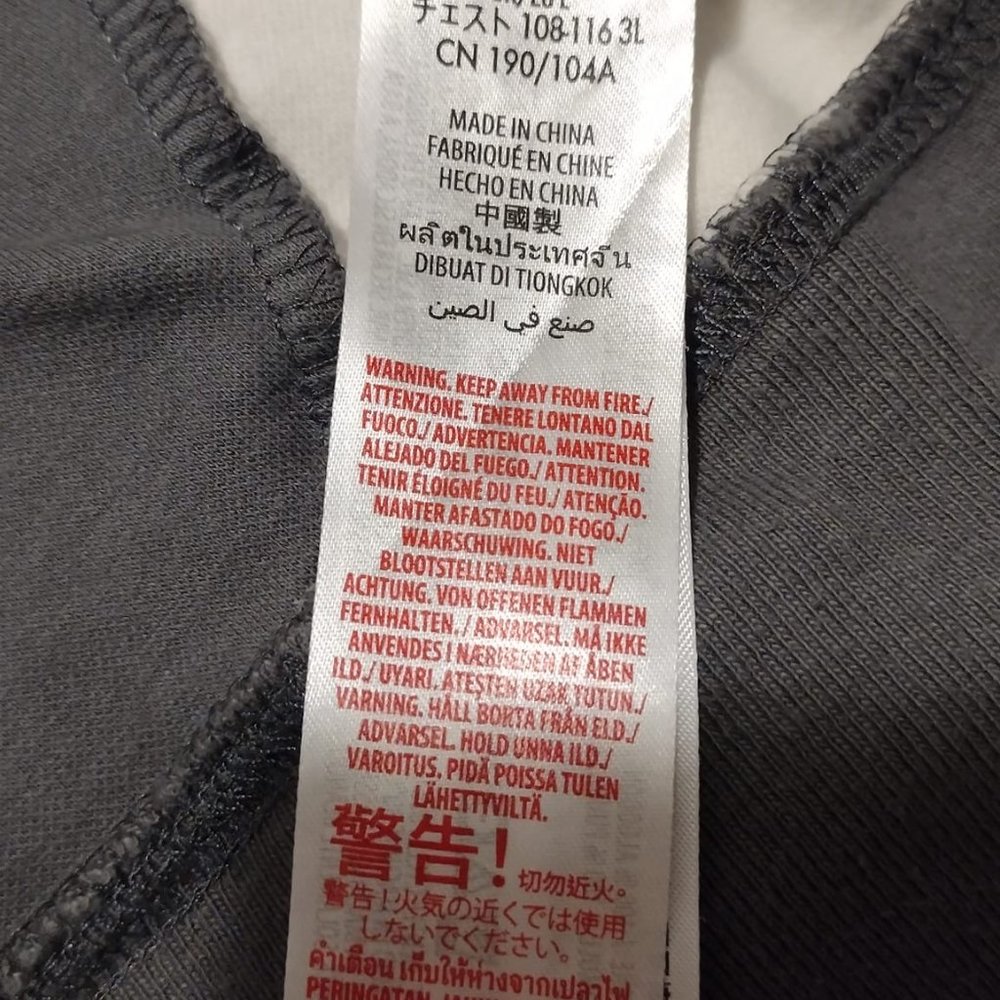 チェスト 108-116 3L
CN 190/104A
MADE IN CHINA
FABRIQUÉ EN CHINE
HECHO EN CHINA
中國製
ผลิตในประเทศจีน
DIBUAT DI TIONGKOK
صنع في الصين
WARNING. KEEP AWAY FROM FIRE./
ATTENZIONE. TENERE LONTANO DAL
FUOCO./ ADVERTENCIA. MANTENER
ALEJADO DEL FUEGO./ ATTENTION.
TENIR ÉLOIGNÉ DU FEU./ ATENÇÃO.
MANTER AFASTADO DO FOGO./
WAARSCHUWING. NIET
BLOOTSTELLEN AAN VUUR./
ACHTUNG. VON OFFENEN FLAMMEN
FERNHALTEN. / ADVARSEL. MÅ IKKE
ANVENDES I NÆRHEDEN AF ÅBEN
ILD./ UYARI. ATEŞTEN UZAK TUTUN./
VARNING. HÅLL BORTA FRÅN ELD./
ADVARSEL. HOLD UNNA ILD./
VAROITUS. PIDÄ POISSA TULEN
LÄHETTYVILTÄ.
警告! 切勿近火。
警告!火気の近くでは使用
しないでください。
คำเตือน เก็บให้ห่างจากเปลวไฟ
PERINGATAN.